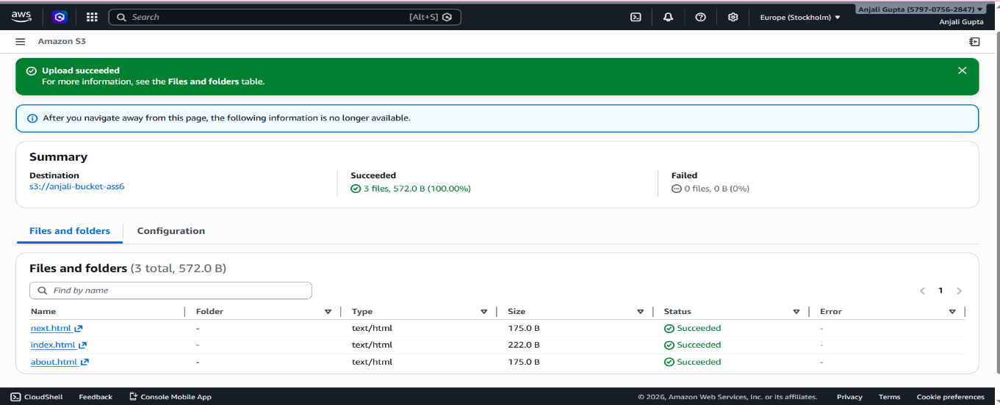 aws
Search [Alt+S]
Europe (Stockholm)
Anjali Gupta (5797-0756-2847)
Anjali Gupta
Amazon S3
Upload succeeded
For more information, see the Files and folders table.
After you navigate away from this page, the following information is no longer available.
Summary
Destination
s3://anjali-bucket-ass6
Succeeded
3 files, 572.0 B (100.00%)
Failed
0 files, 0 B (0%)
Files and folders Configuration
Files and folders (3 total, 572.0 B)
Find by name
1
Name Folder Type Size Status Error
next.html - text/html 175.0 B Succeeded -
index.html - text/html 222.0 B Succeeded -
about.html - text/html 175.0 B Succeeded -
CloudShell Feedback Console Mobile App © 2026, Amazon Web Services, Inc. or its affiliates. Privacy Terms Cookie preferences